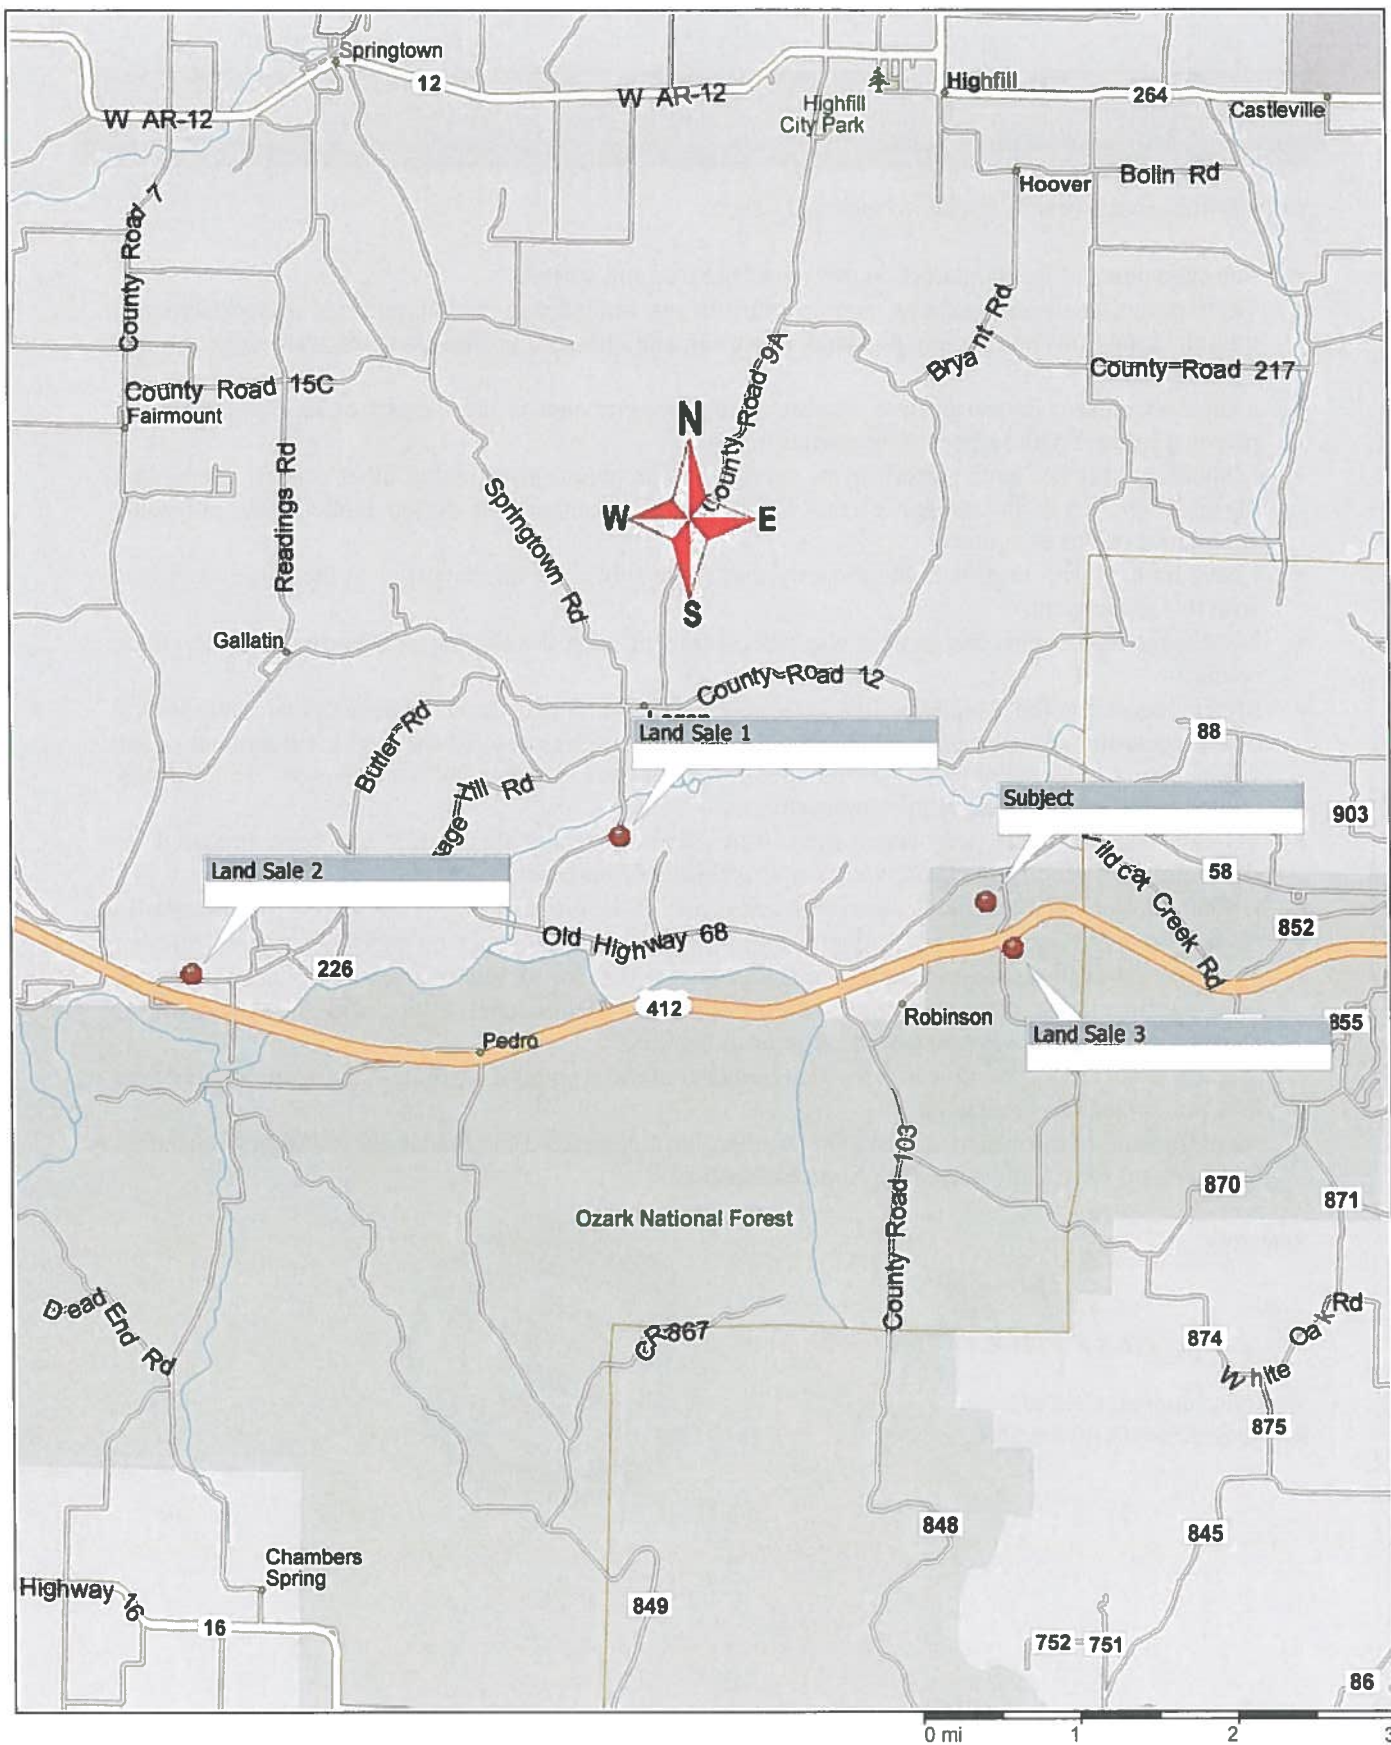 Springtown
12
W AR-12
W AR-12
Highfill
City Park
Highfill
264
Castleville
Hoover
Bolin Rd
County Road 7
Bryant Rd
County Road 9A
County Road 217
County Road 15C
Fairmount
N
W
E
S
Readings Rd
Springtown Rd
Gallatin
County Road 12
Butler Rd
Land Sale 1
88
Hill Rd
Subject
903
Land Sale 2
58
Wildcat Creek Rd
852
Old Highway 68
226
412
Robinson
Pedro
Land Sale 3
855
County Road 103
870
871
Ozark National Forest
Dead End Rd
CR 867
874
White Oak Rd
875
848
845
Chambers
Spring
Highway 16
16
849
752
751
86
0 mi
1
2
3